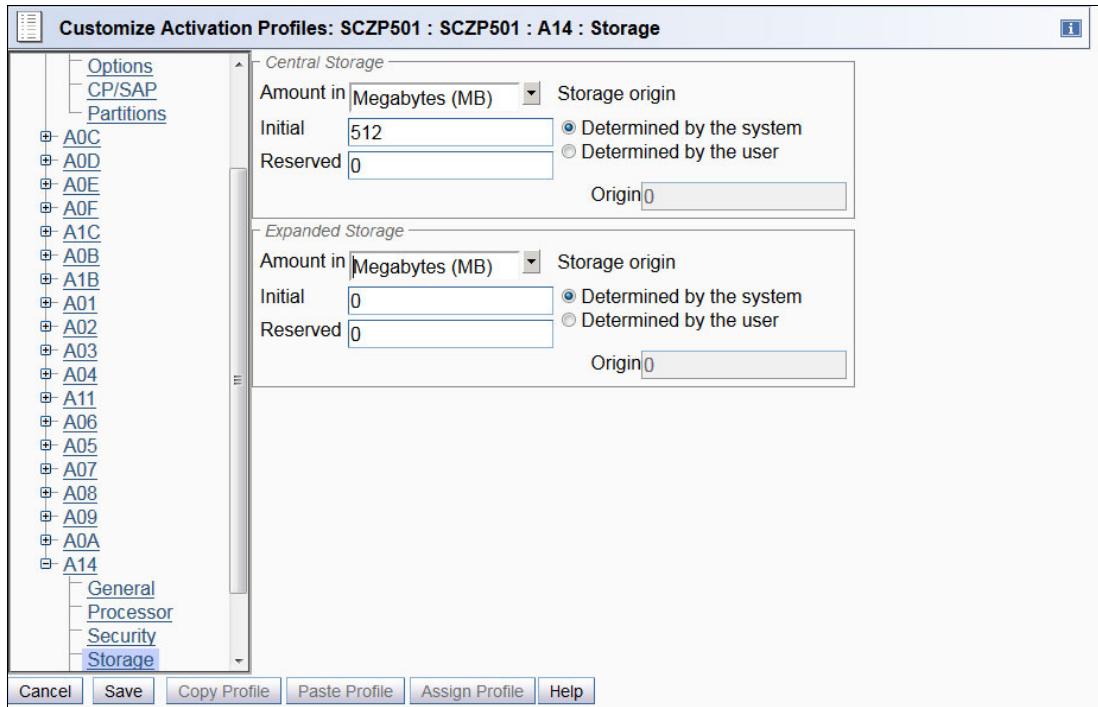 Customize Activation Profiles: SCZP501 : SCZP501 : A14 : Storage
i
Options
CP/SAP
Partitions
A0C
A0D
A0E
A0F
A1C
A0B
A1B
A01
A02
A03
A04
A11
A06
A05
A07
A08
A09
A0A
A14
General
Processor
Security
Storage
Central Storage
Amount in Megabytes (MB) Storage origin
Initial 512 Determined by the system
Reserved 0 Determined by the user
Origin 0
Expanded Storage
Amount in Megabytes (MB) Storage origin
Initial 0 Determined by the system
Reserved 0 Determined by the user
Origin 0
Cancel Save Copy Profile Paste Profile Assign Profile Help